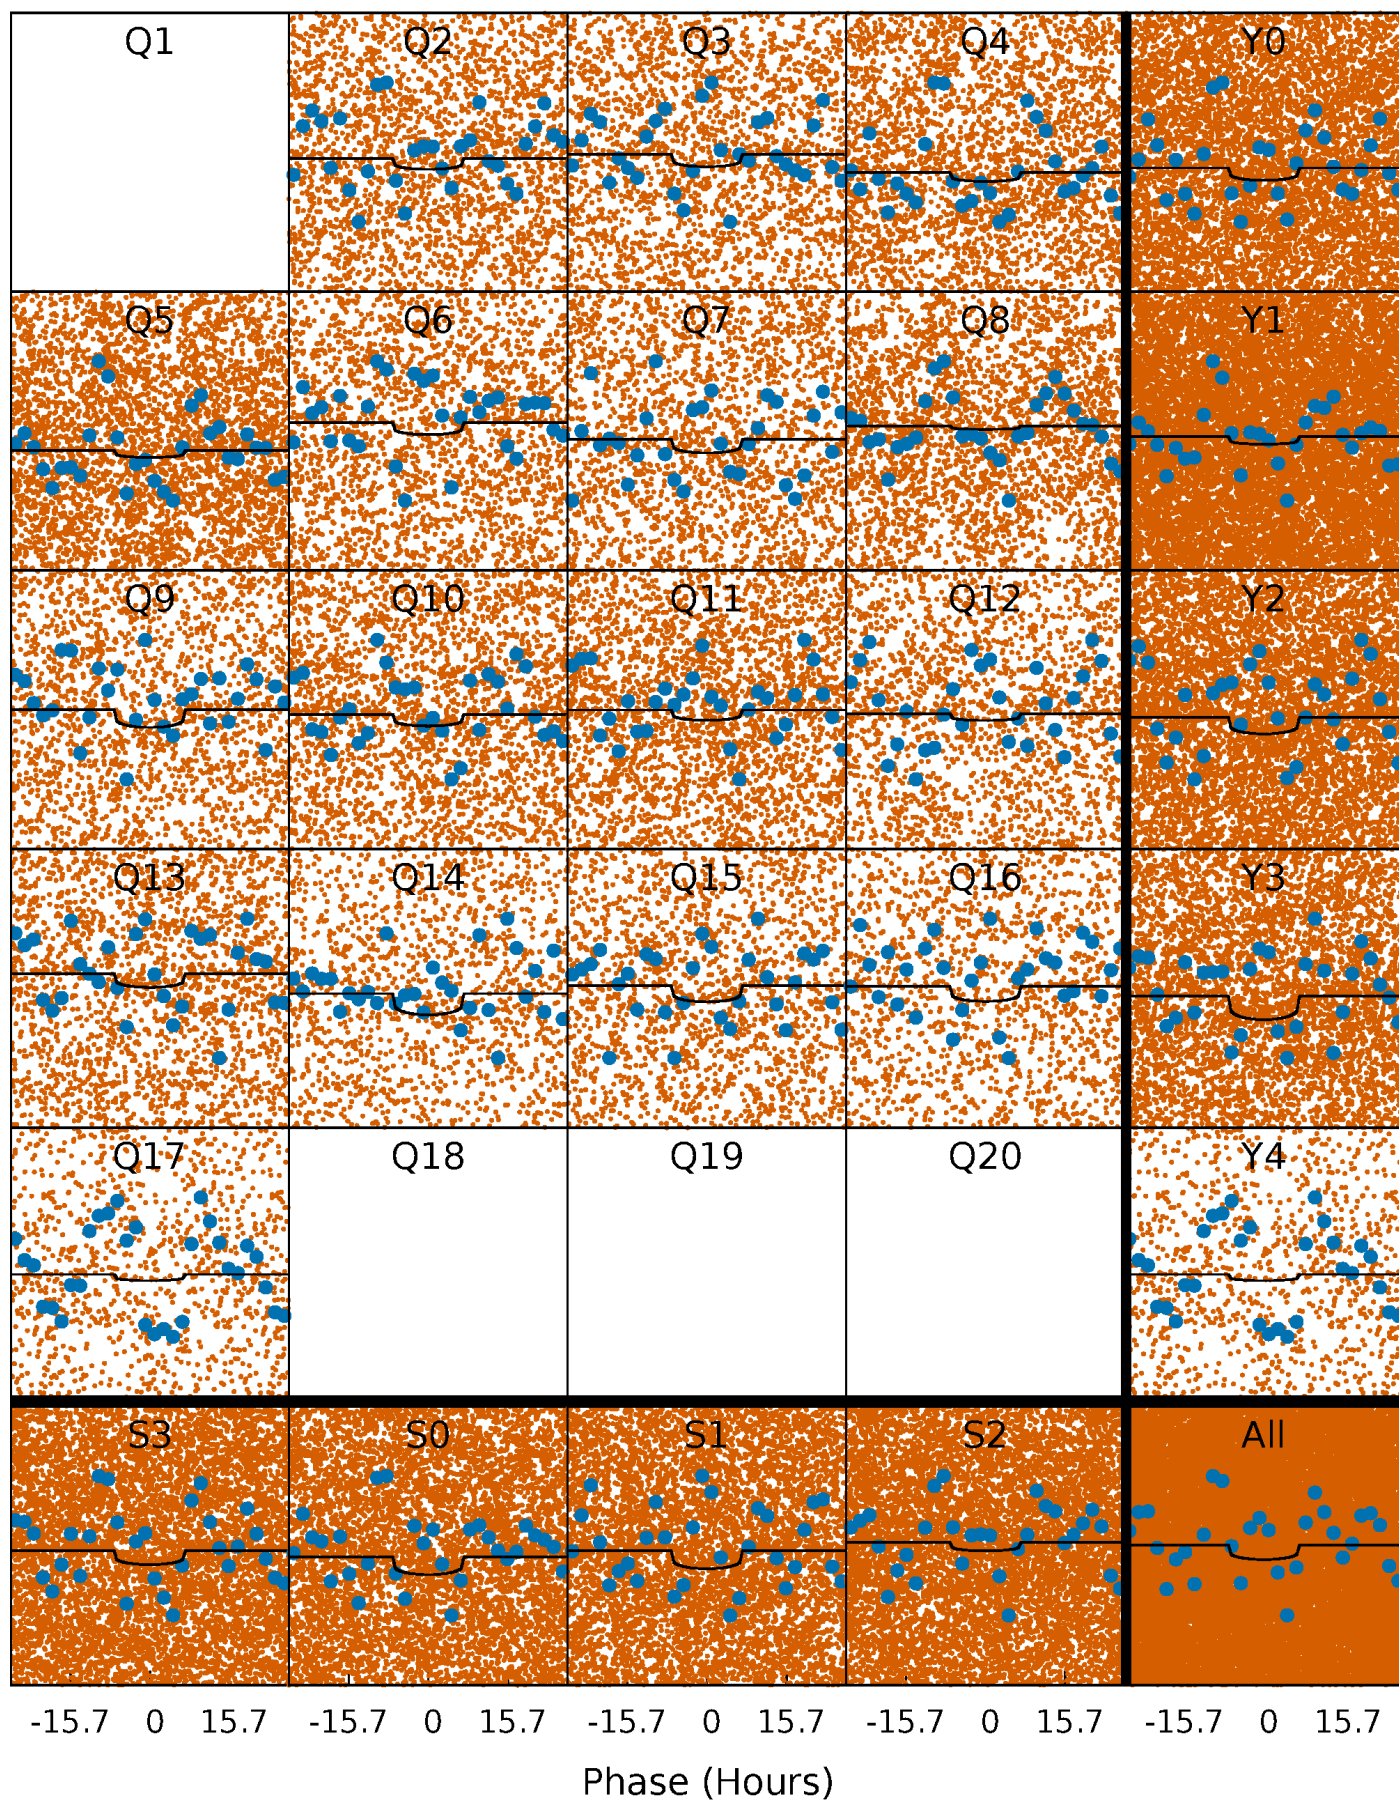 Q1 Q2 Q3 Q4 Y0
Q5 Q6 Q7 Q8 Y1
Q9 Q10 Q11 Q12 Y2
Q13 Q14 Q15 Q16 Y3
Q17 Q18 Q19 Q20 Y4
S3 S0 S1 S2 All
-15.7 0 15.7 -15.7 0 15.7 -15.7 0 15.7 -15.7 0 15.7 -15.7 0 15.7
Phase (Hours)